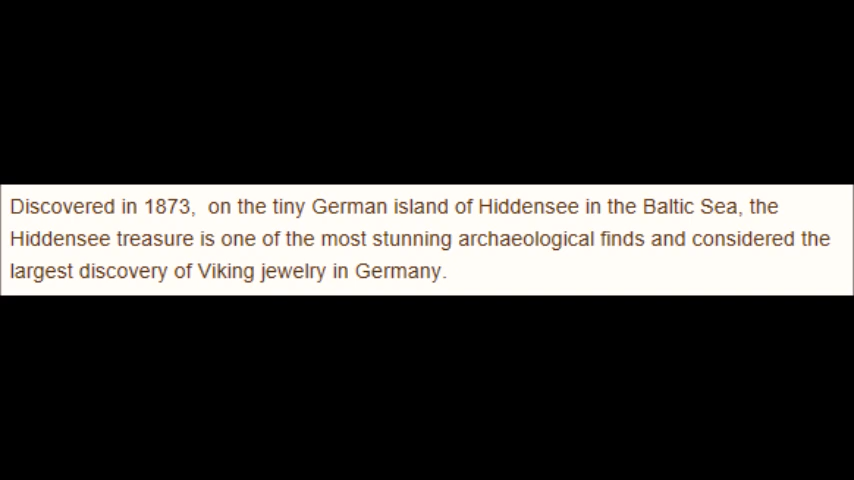 Discovered in 1873,  on the tiny German island of Hiddensee in the Baltic Sea, the
Hiddensee treasure is one of the most stunning archaeological finds and considered the
largest discovery of Viking jewelry in Germany.